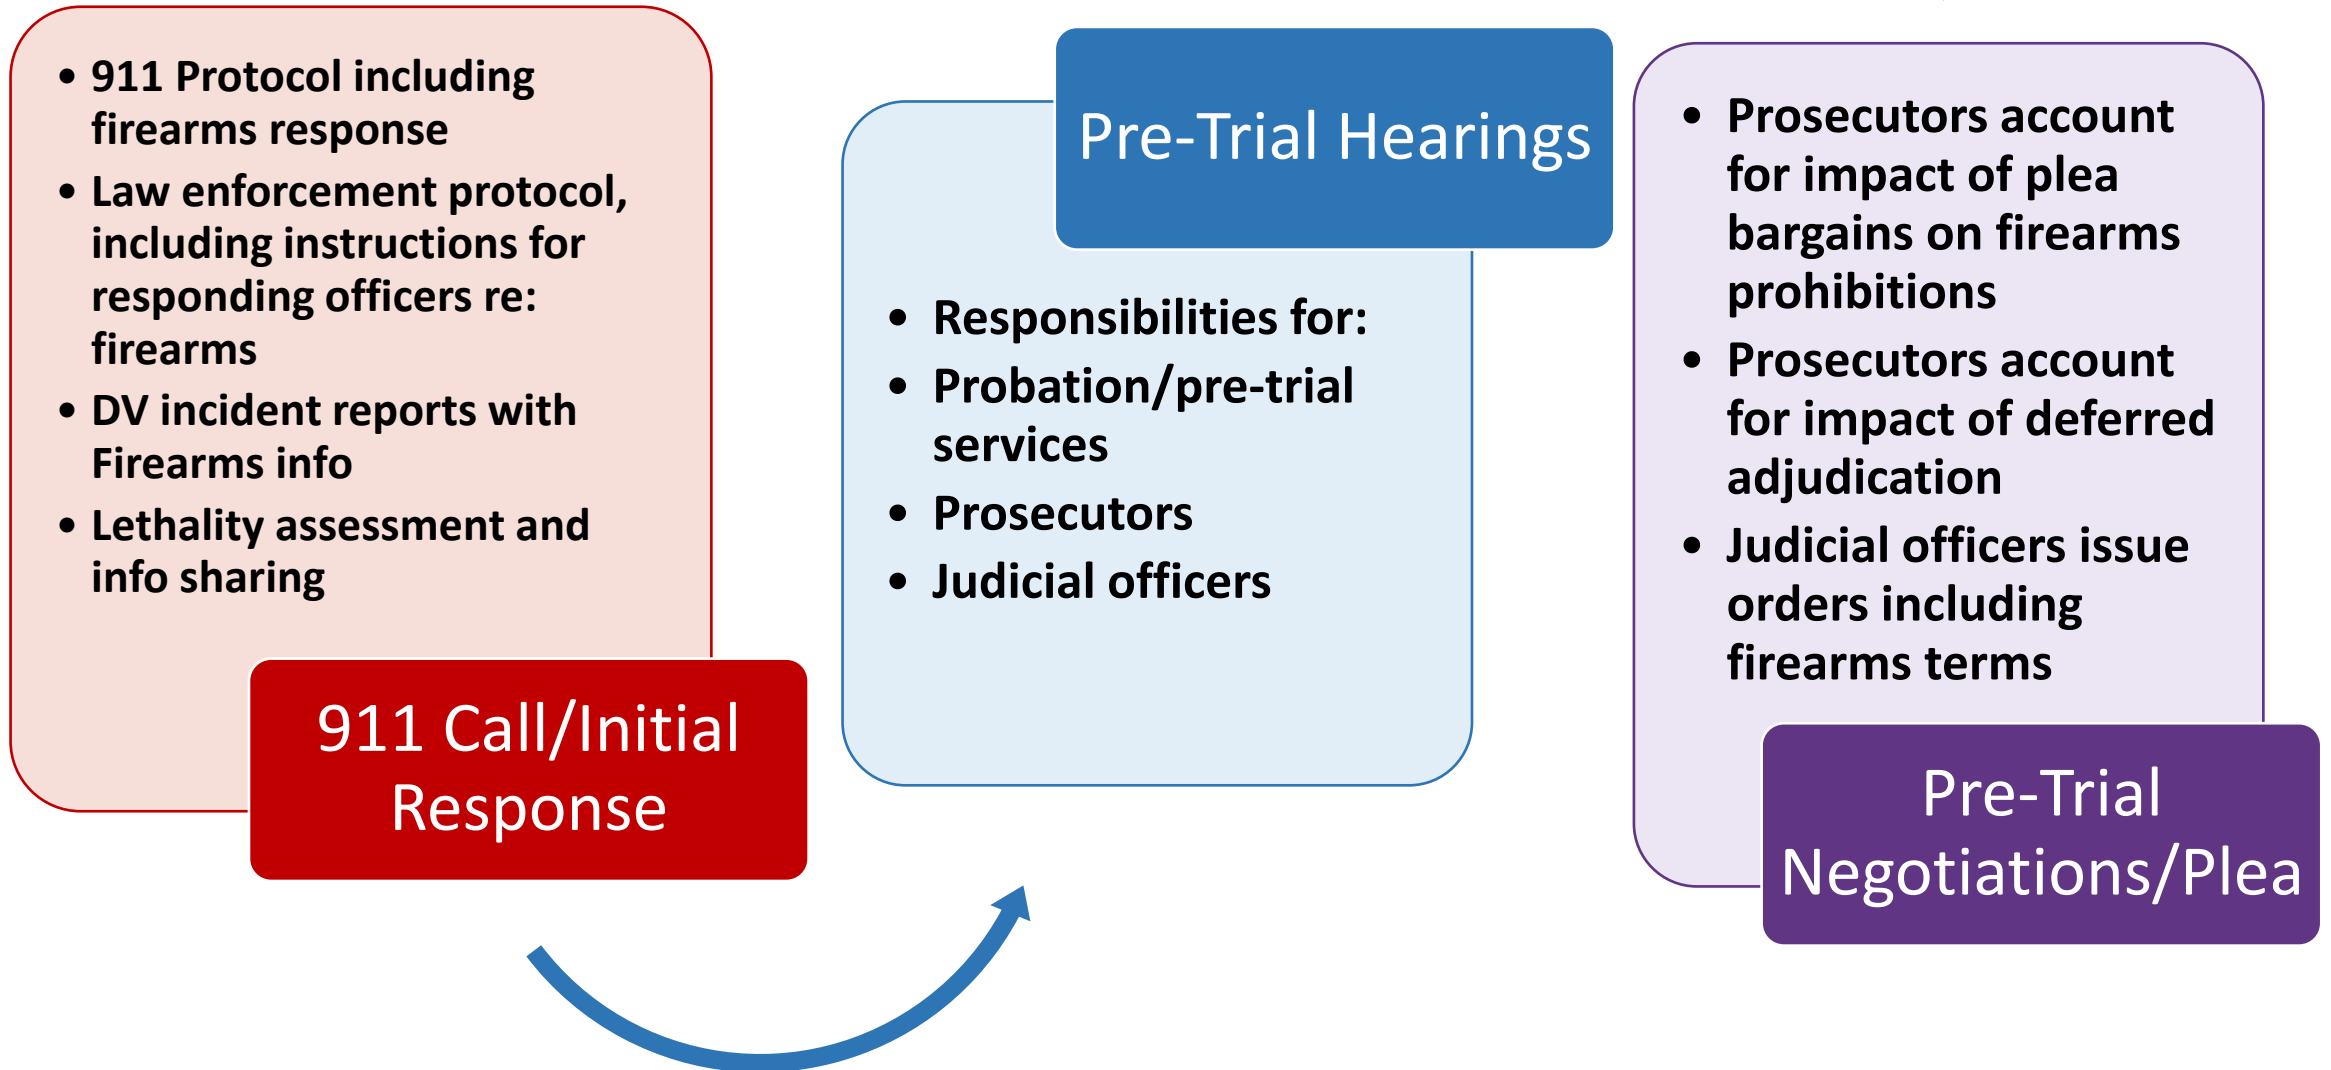 • 911 Protocol including
firearms response
• Law enforcement protocol,
including instructions for
responding officers re:
firearms
• DV incident reports with
Firearms info
• Lethality assessment and
info sharing
911 Call/Initial
Response
Pre-Trial Hearings
• Responsibilities for:
• Probation/pre-trial
services
• Prosecutors
• Judicial officers
• Prosecutors account
for impact of plea
bargains on firearms
prohibitions
• Prosecutors account
for impact of deferred
adjudication
• Judicial officers issue
orders including
firearms terms
Pre-Trial
Negotiations/Plea